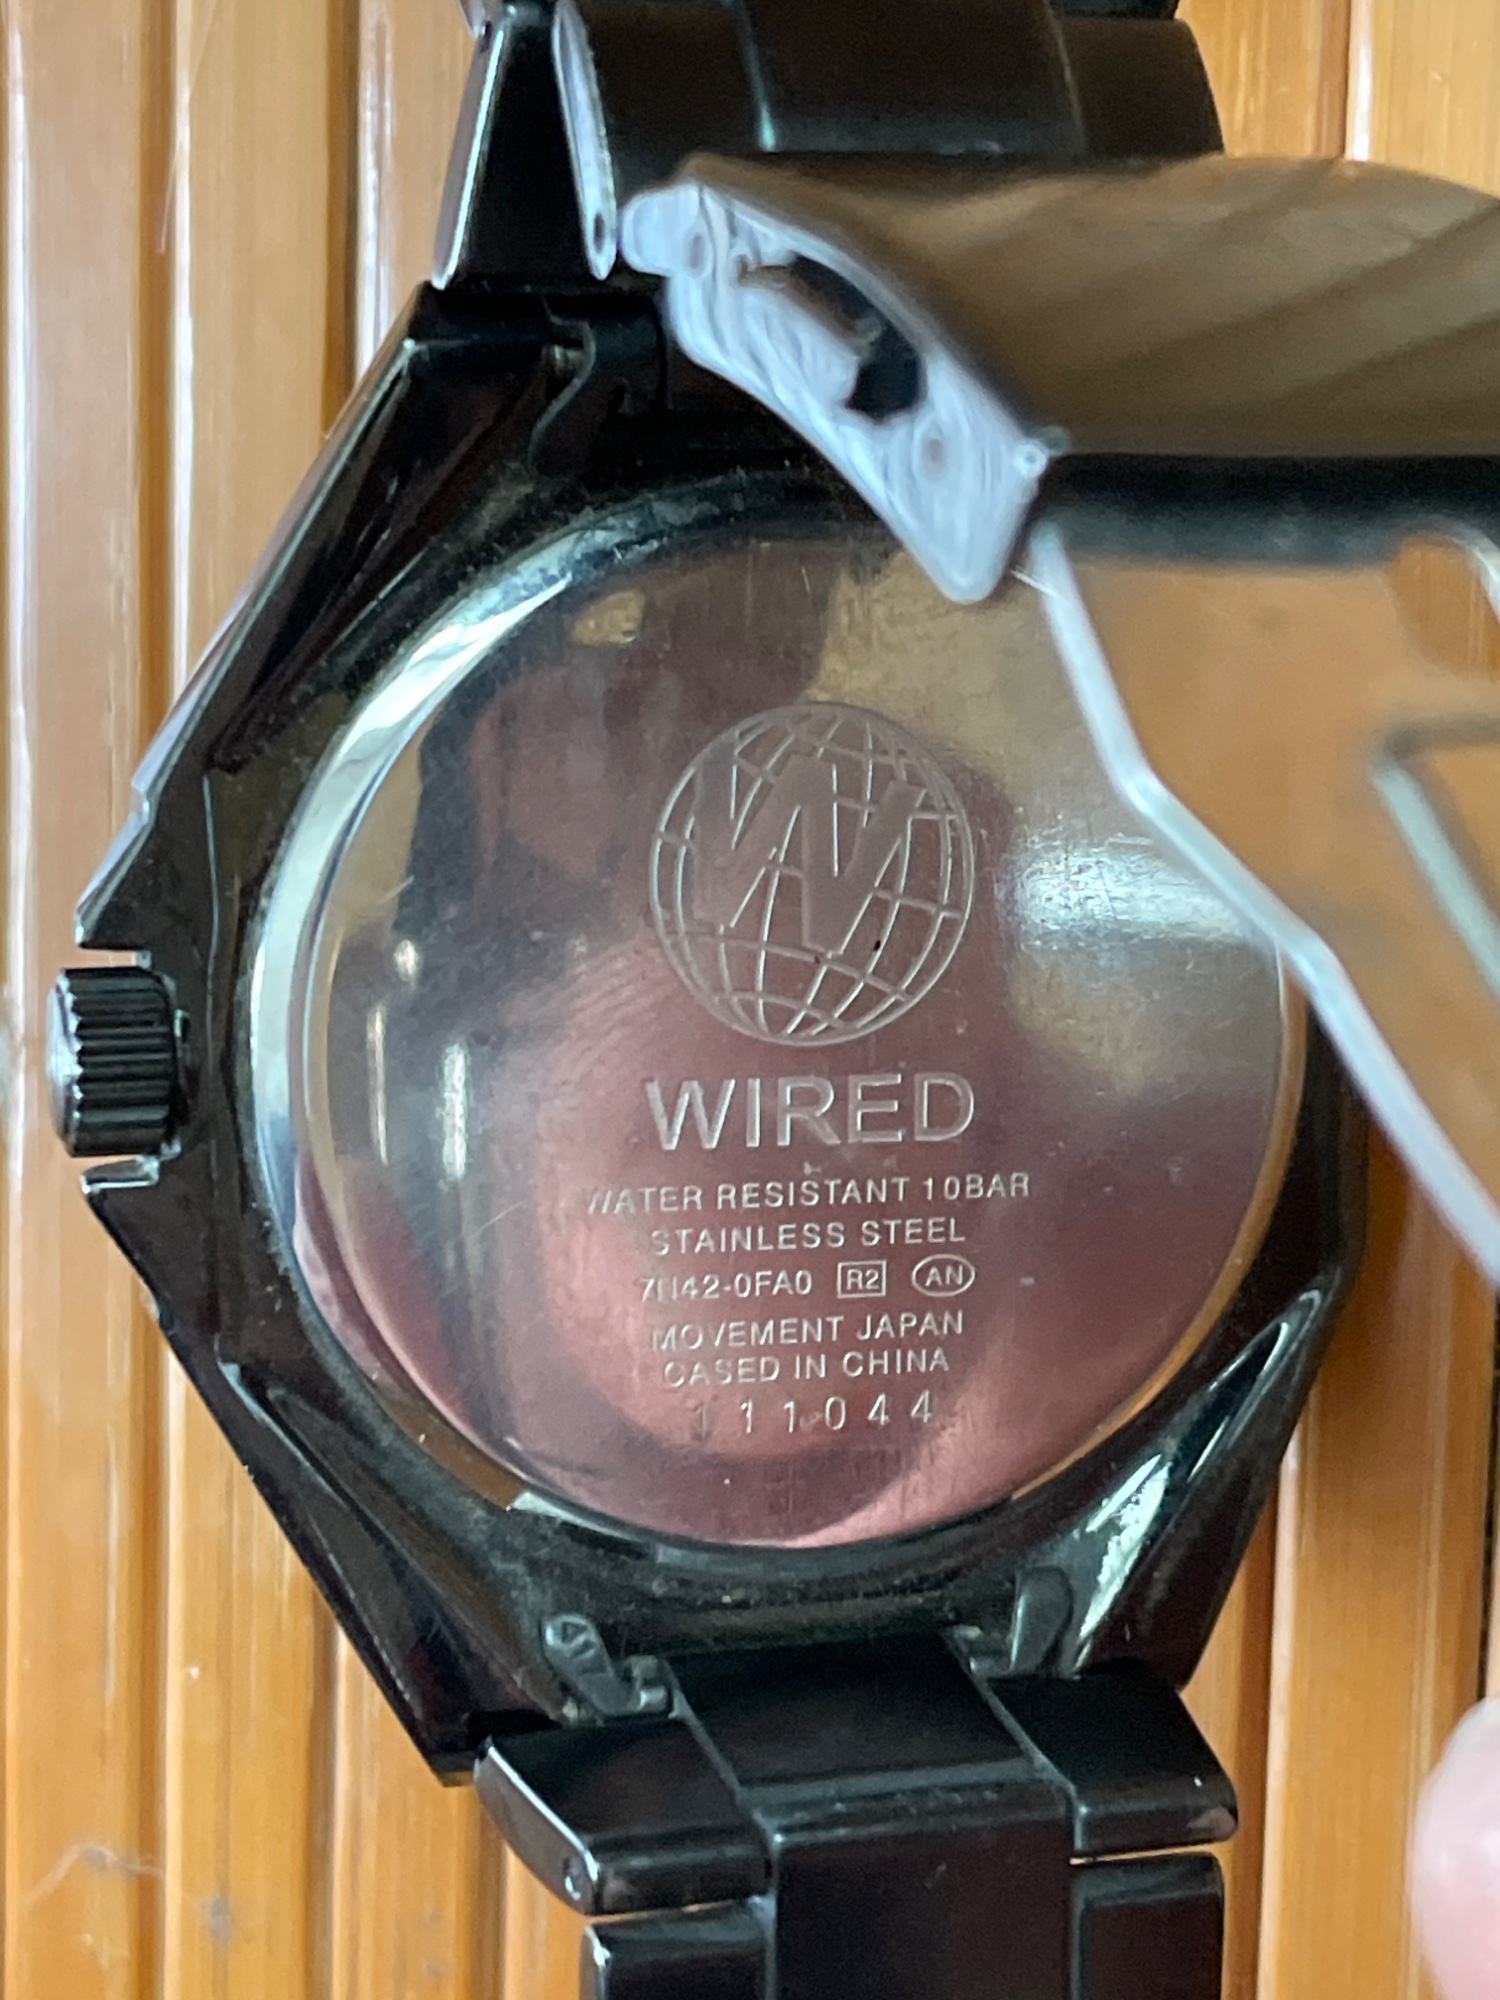 W
WIRED
WATER RESISTANT 10BAR
STAINLESS STEEL
7N42-0FA0 R2 AN
MOVEMENT JAPAN
CASED IN CHINA
111044